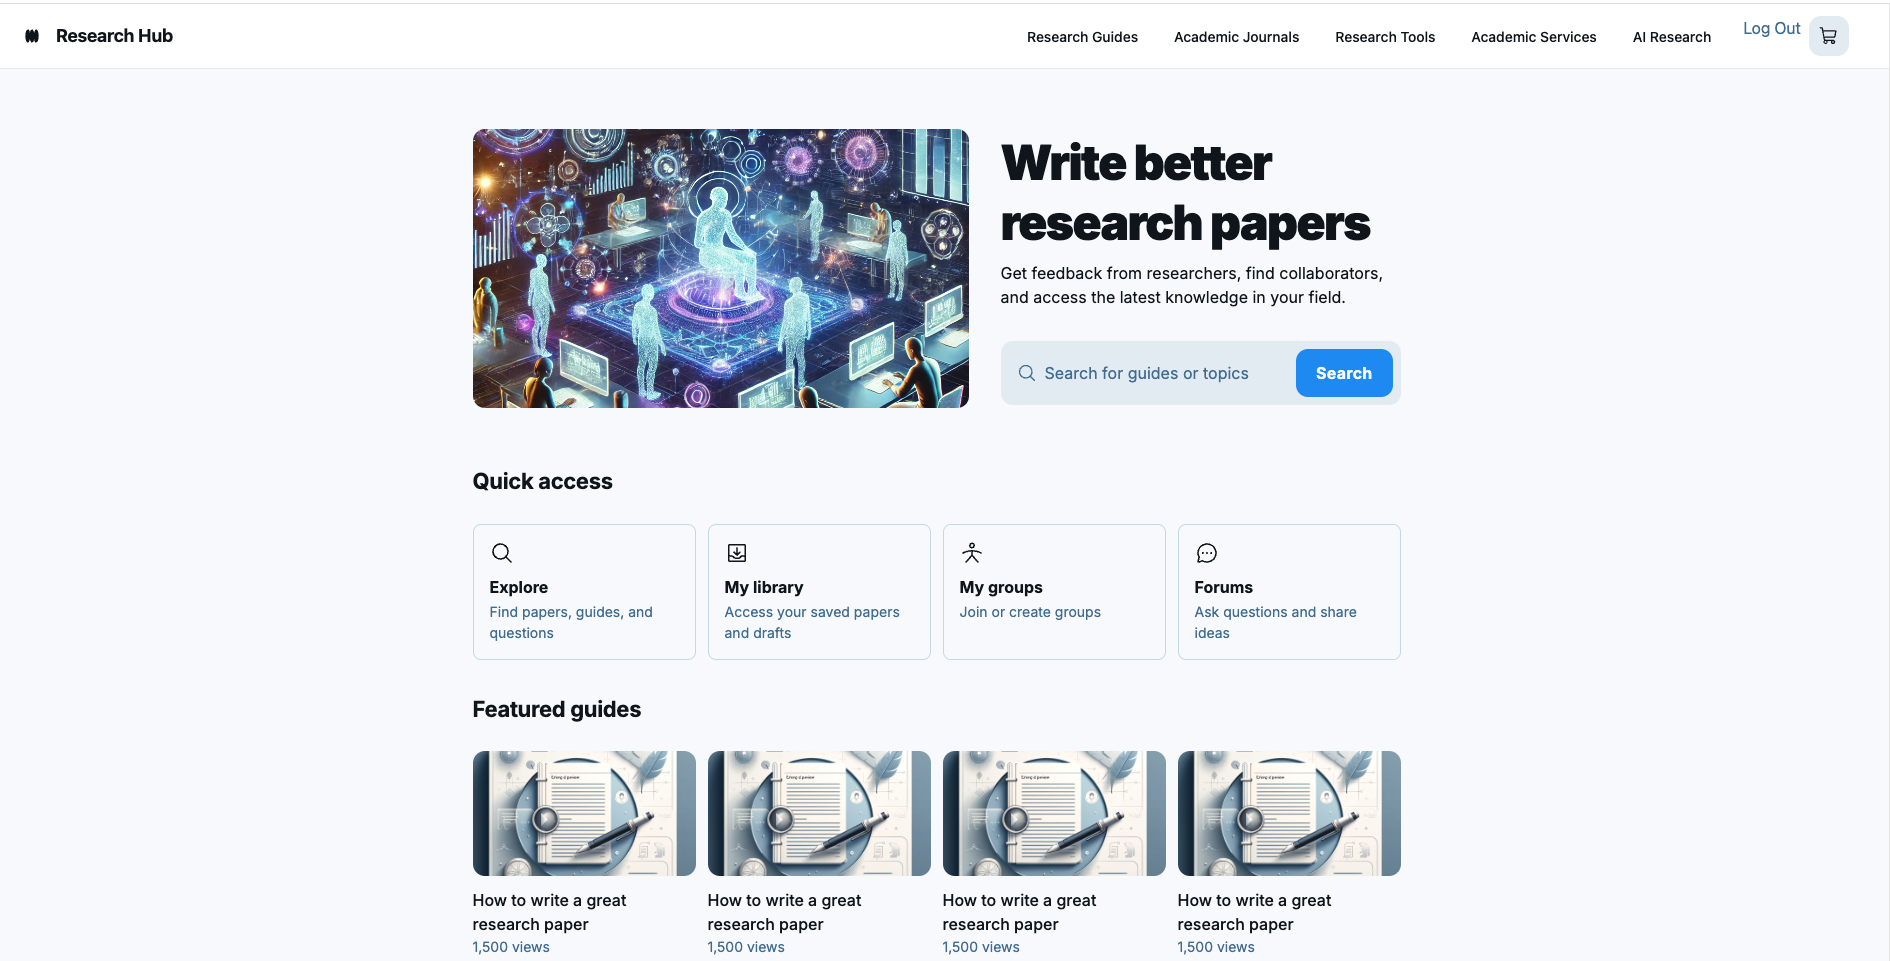 Research Hub
Research Guides
Academic Journals
Research Tools
Academic Services
AI Research
Log Out
Write better
research papers
Get feedback from researchers, find collaborators,
and access the latest knowledge in your field.
Search for guides or topics
Search
Quick access
Explore
Find papers, guides, and
questions
My library
Access your saved papers
and drafts
My groups
Join or create groups
Forums
Ask questions and share
ideas
Featured guides
How to write a great
research paper
1,500 views
How to write a great
research paper
1,500 views
How to write a great
research paper
1,500 views
How to write a great
research paper
1,500 views